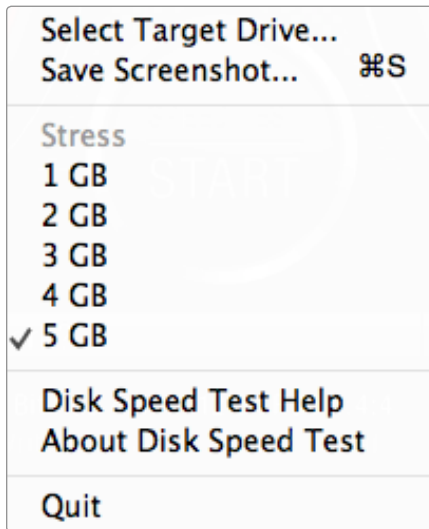 Select Target Drive...
Save Screenshot... ⌘S
Stress
START
1 GB
2 GB
3 GB
4 GB
✓ 5 GB
Disk Speed Test Help
About Disk Speed Test
Quit